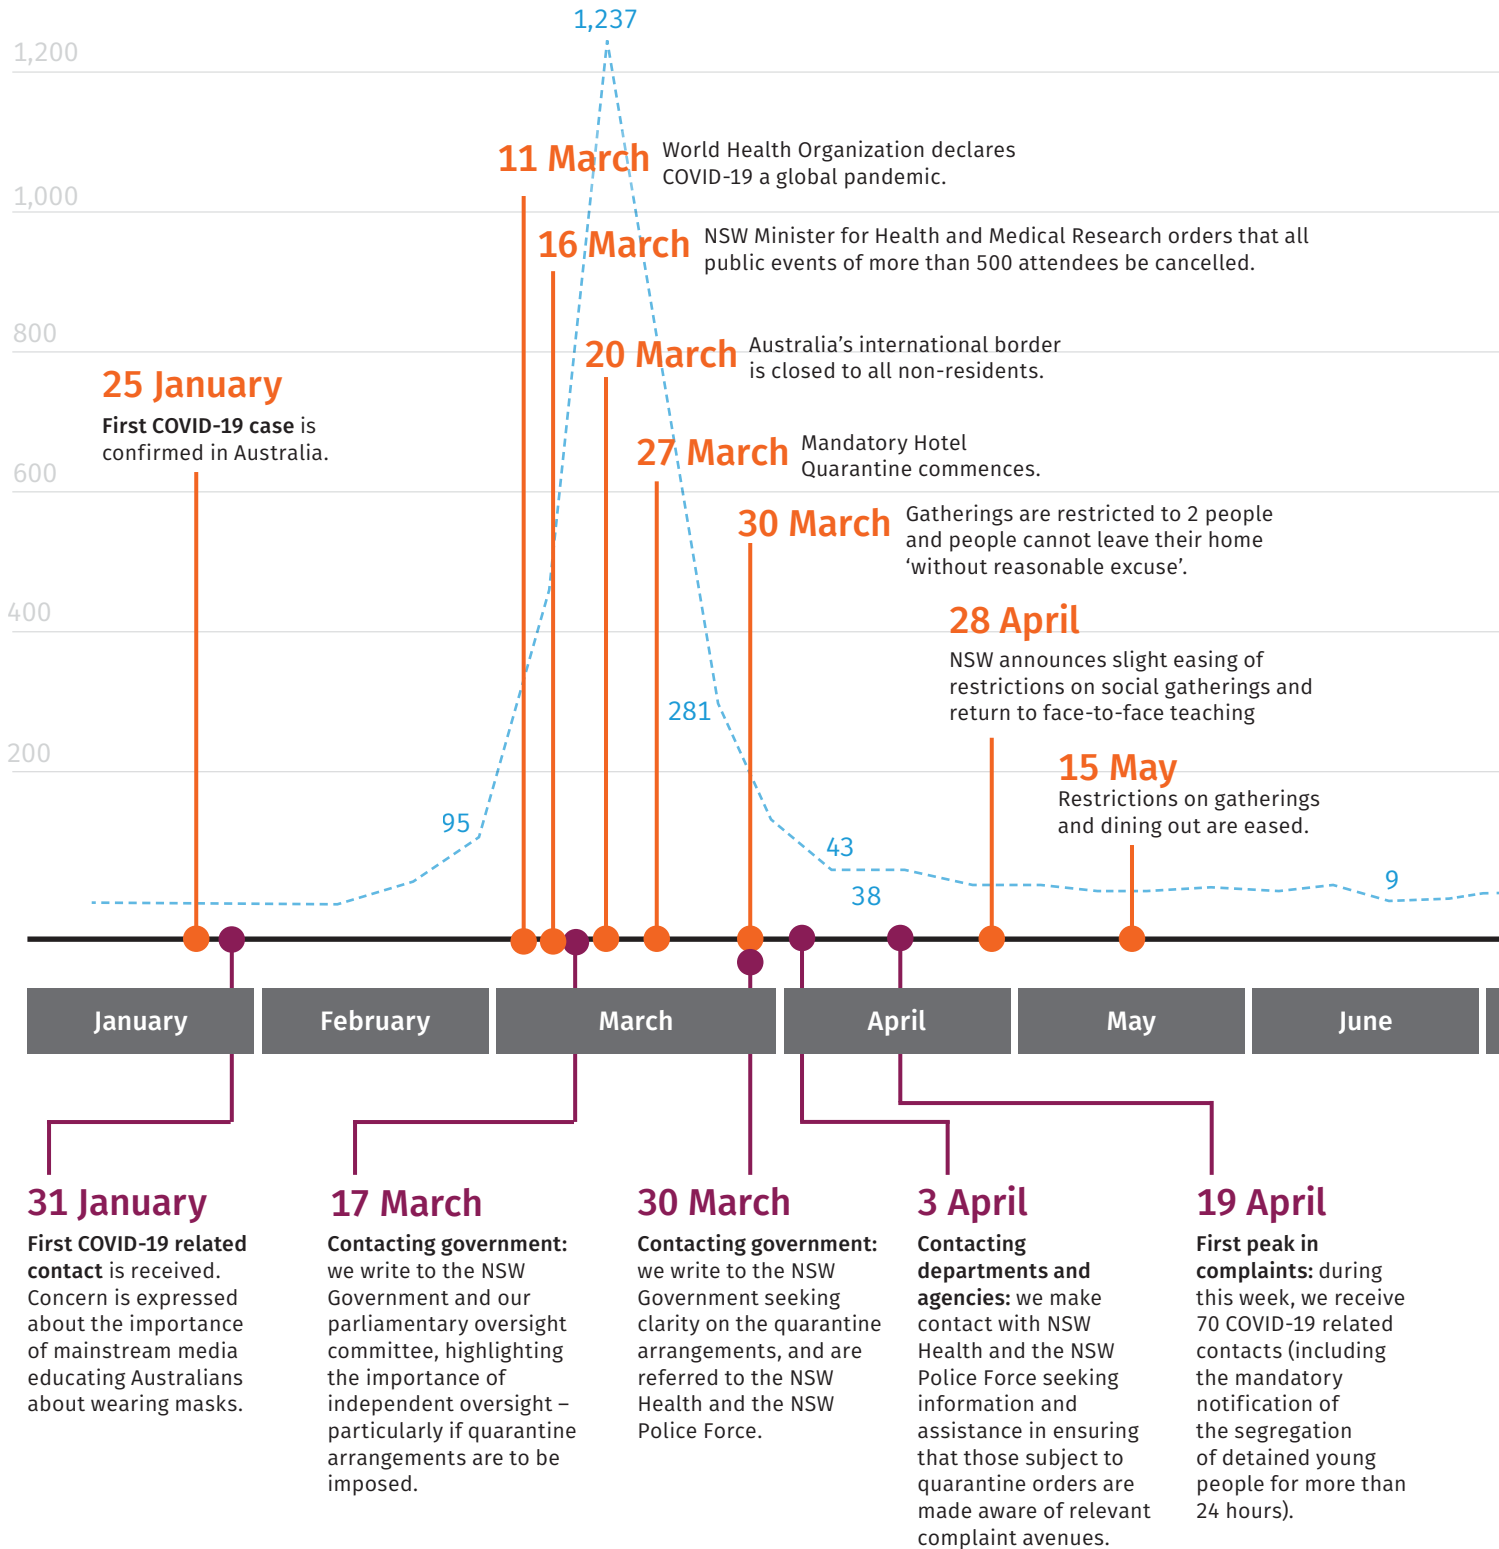 1,237
1,200
11 March
World Health Organization declares
COVID-19 a global pandemic.
1,000
16 March
NSW Minister for Health and Medical Research orders that all
public events of more than 500 attendees be cancelled.
800
20 March
Australia’s international border
is closed to all non-residents.
25 January
First COVID-19 case is
confirmed in Australia.
27 March
Mandatory Hotel
Quarantine commences.
600
30 March
Gatherings are restricted to 2 people
and people cannot leave their home
‘without reasonable excuse’.
400
28 April
NSW announces slight easing of
restrictions on social gatherings and
return to face-to-face teaching
281
200
15 May
Restrictions on gatherings
and dining out are eased.
95
43
38
9
January
February
March
April
May
June
31 January
First COVID-19 related
contact is received.
Concern is expressed
about the importance
of mainstream media
educating Australians
about wearing masks.
17 March
Contacting government:
we write to the NSW
Government and our
parliamentary oversight
committee, highlighting
the importance of
independent oversight –
particularly if quarantine
arrangements are to be
imposed.
30 March
Contacting government:
we write to the NSW
Government seeking
clarity on the quarantine
arrangements, and are
referred to the NSW
Health and the NSW
Police Force.
3 April
Contacting
departments and
agencies: we make
contact with NSW
Health and the NSW
Police Force seeking
information and
assistance in ensuring
that those subject to
quarantine orders are
made aware of relevant
complaint avenues.
19 April
First peak in
complaints: during
this week, we receive
70 COVID-19 related
contacts (including
the mandatory
notification of
the segregation
of detained young
people for more than
24 hours).